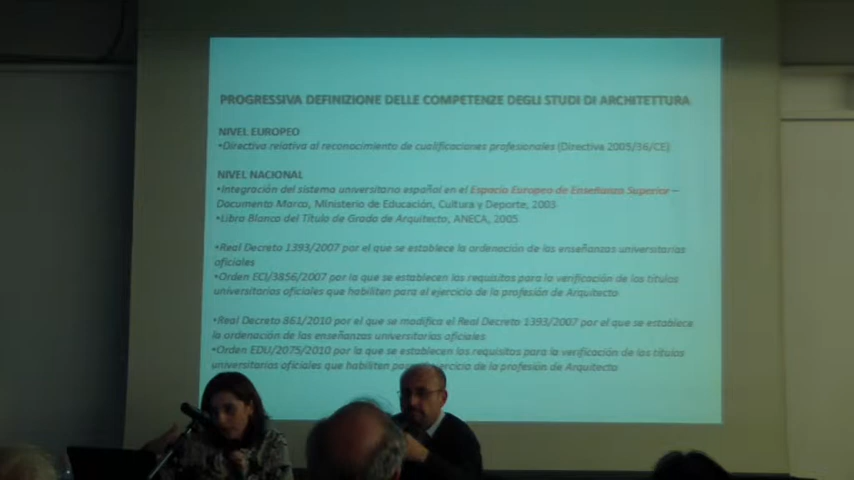 PROGRESSIVA DEFINIZIONE DELLE COMPETENZE DEGLI STUDI DI ARCHITETTURA
NIVEL EUROPEO
•Directiva relativa al reconocimiento de cualificaciones profesionales (Directiva 2005/36/CE)
NIVEL NACIONAL
•Integración del sistema universitario español en el Espacio Europeo de Enseñanza Superior –
Documento Marco, Ministerio de Educación, Cultura y Deporte, 2003
•Libro Blanco del Título de Grado de Arquitecto, ANECA, 2005
•Real Decreto 1393/2007 por el que se establece la ordenación de las enseñanzas universitarias
oficiales
•Orden ECI/3856/2007 por la que se establecen los requisitos para la verificación de los títulos
universitarios oficiales que habiliten para el ejercicio de la profesión de Arquitecto
•Real Decreto 861/2010 por el que se modifica el Real Decreto 1393/2007 por el que se establece
la ordenación de las enseñanzas universitarias oficiales
•Orden EDU/2075/2010 por la que se establecen los requisitos para la verificación de los títulos
universitarios oficiales que habiliten para el ejercicio de la profesión de Arquitecto